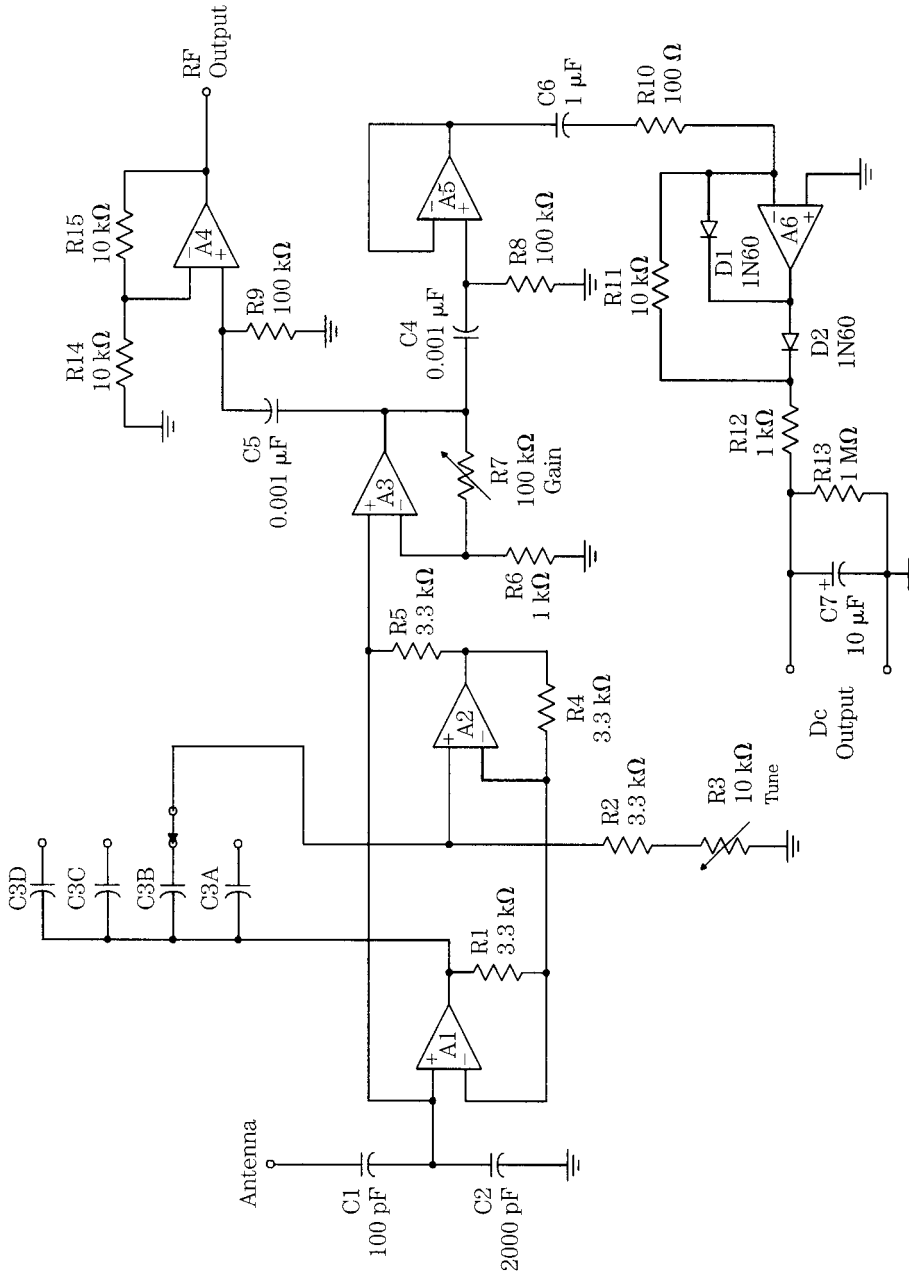 Antenna
C1
100 pF
C2
2000 pF
A1
+
−
R1
3.3 kΩ
C3D
C3C
C3B
C3A
A2
+
−
R2
3.3 kΩ
R3
10 kΩ
Tune
R4
3.3 kΩ
R5
3.3 kΩ
A3
+
−
R6
1 kΩ
R7
100 kΩ
Gain
C5
0.001 µF
C4
0.001 µF
R14
10 kΩ
R15
10 kΩ
A4
−
+
R9
100 kΩ
RF
Output
A5
−
+
R8
100 kΩ
C6
1 µF
R10
100 Ω
R11
10 kΩ
D1
1N60
A6
−
+
D2
1N60
R12
1 kΩ
R13
1 MΩ
C7
+
10 µF
Dc
Output